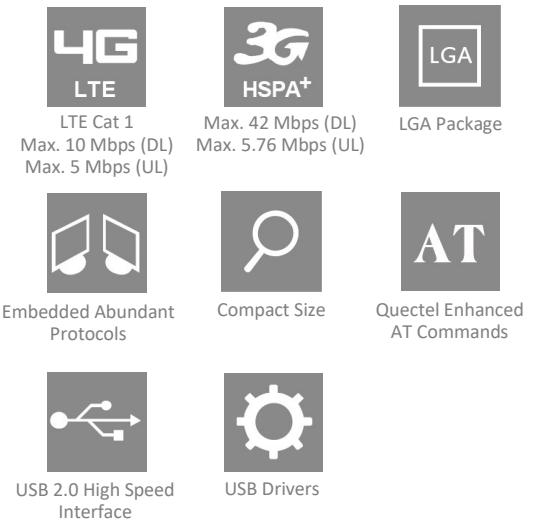 4G
LTE
LTE Cat 1
Max. 10 Mbps (DL)
Max. 5 Mbps (UL)
3G
HSPA+
Max. 42 Mbps (DL)
Max. 5.76 Mbps (UL)
LGA
LGA Package
Embedded Abundant
Protocols
Compact Size
AT
Quectel Enhanced
AT Commands
USB 2.0 High Speed
Interface
USB Drivers